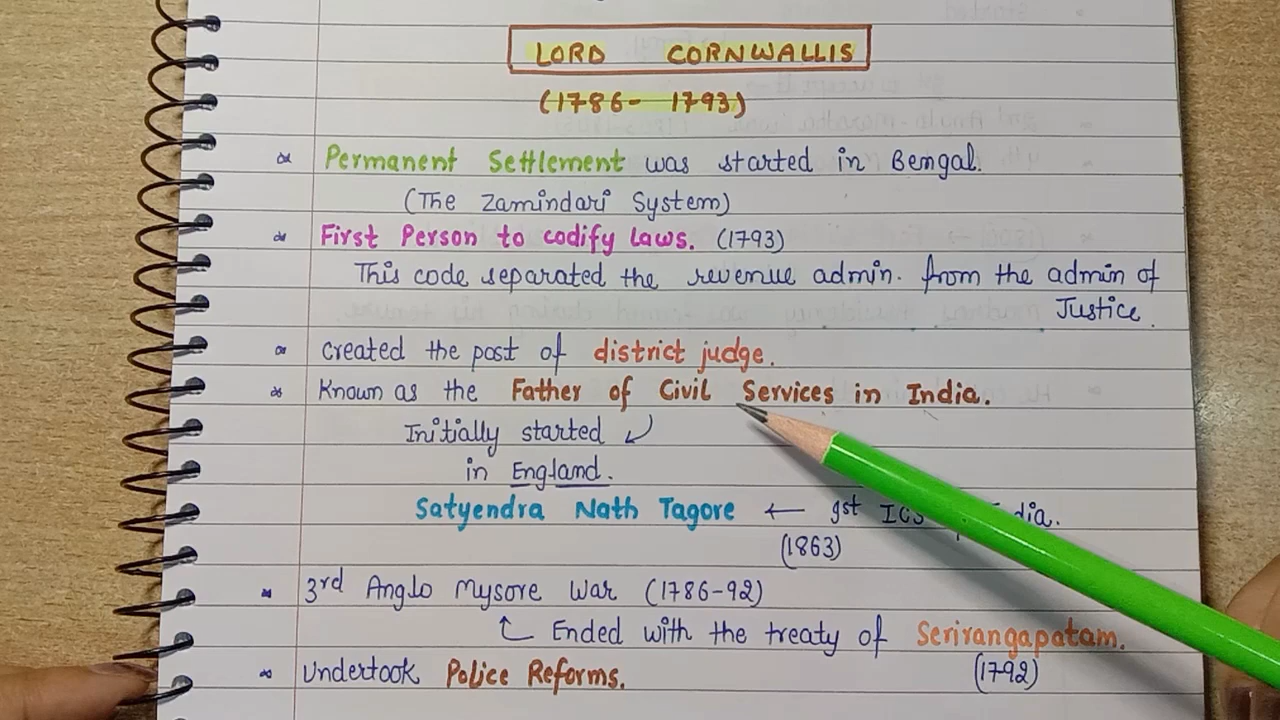 LORD CORNWALLIS
(1786- 1793)
Permanent Settlement was started in Bengal.
(The Zamindari System)
First Person to codify Laws. (1793)
This code separated the revenue admin. from the admin of
Justice.
Created the post of district judge.
Known as the Father of Civil Services in India.
Initially started
in England.
Satyendra Nath Tagore ← gst ICS
(1863)
3rd Anglo Mysore War (1786-92)
Ended with the treaty of Serirangapatam.
(1792)
Undertook Police Reforms.